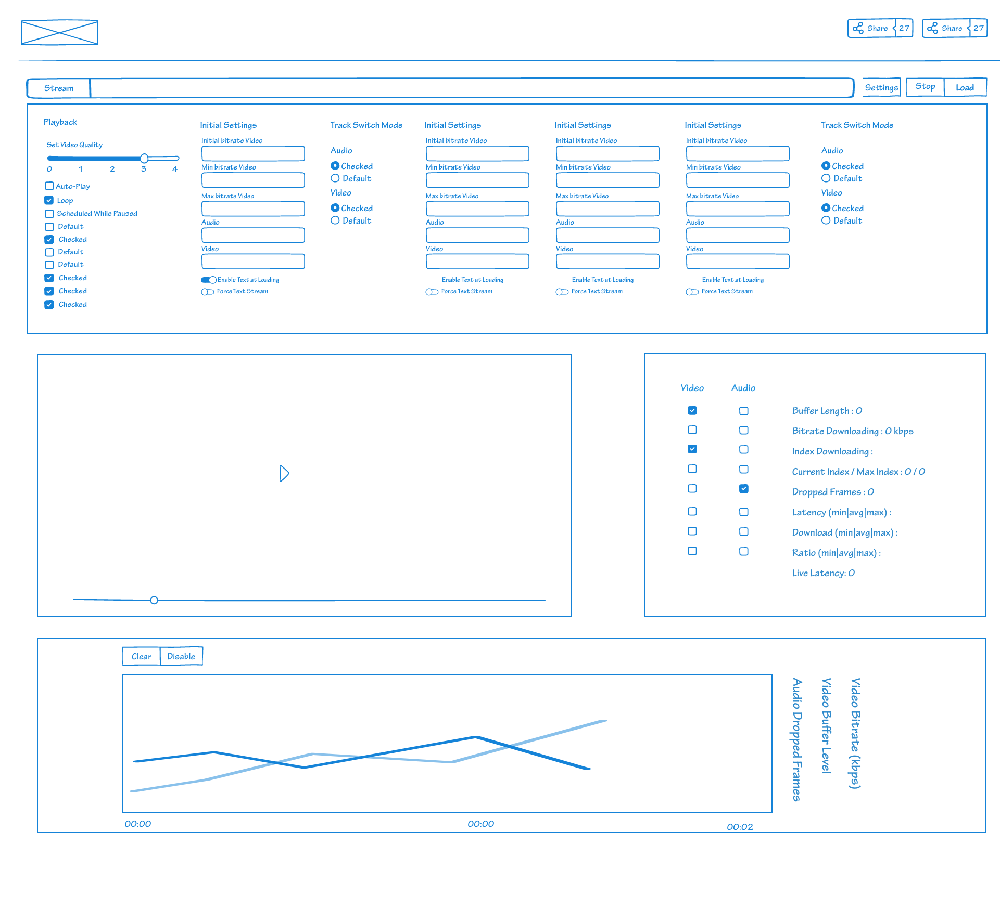 Share 27
Share 27
Stream
Settings
Stop
Load
Playback
Set Video Quality
0 1 2 3 4
Auto-Play
Loop
Scheduled While Paused
Default
Checked
Default
Default
Checked
Checked
Checked
Initial Settings
Initial bitrate Video
Min bitrate Video
Max bitrate Video
Audio
Video
Enable Text at Loading
Force Text Stream
Track Switch Mode
Audio
Checked
Default
Video
Checked
Default
Initial Settings
Initial bitrate Video
Min bitrate Video
Max bitrate Video
Audio
Video
Enable Text at Loading
Force Text Stream
Initial Settings
Initial bitrate Video
Min bitrate Video
Max bitrate Video
Audio
Video
Enable Text at Loading
Force Text Stream
Initial Settings
Initial bitrate Video
Min bitrate Video
Max bitrate Video
Audio
Video
Enable Text at Loading
Force Text Stream
Track Switch Mode
Audio
Checked
Default
Video
Checked
Default
Video
Audio
Buffer Length : 0
Bitrate Downloading : 0 kbps
Index Downloading :
Current Index / Max Index : 0 / 0
Dropped Frames : 0
Latency (min|avg|max) :
Download (min|avg|max) :
Ratio (min|avg|max) :
Live Latency: 0
Clear
Disable
Audio Dropped Frames
Video Buffer Level
Video Bitrate (kbps)
00:00
00:00
00:02